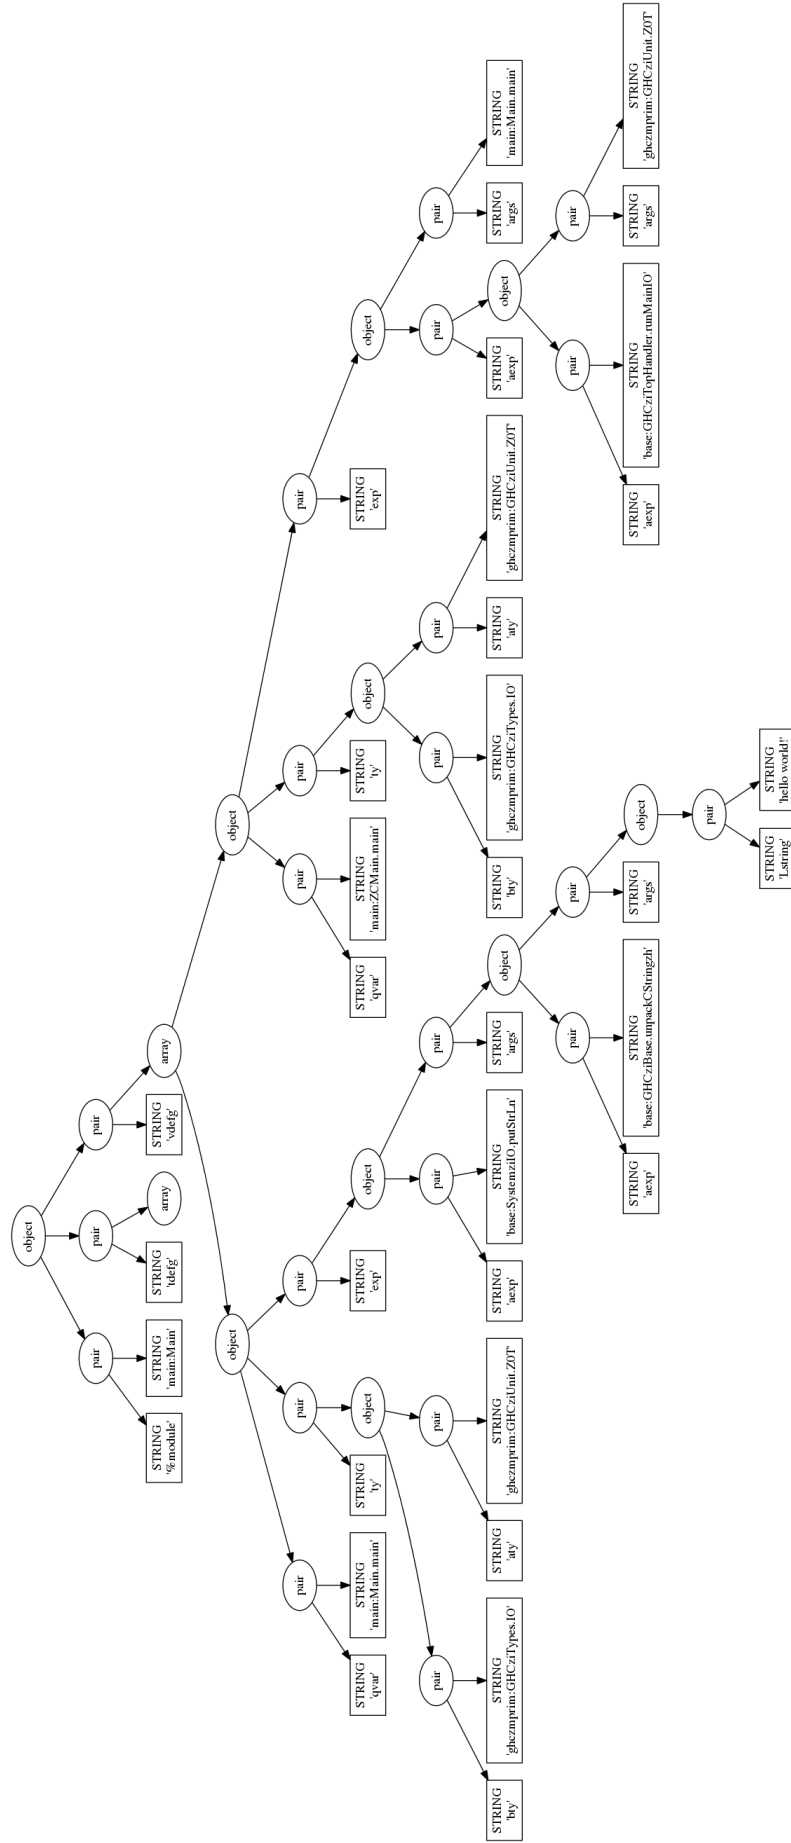 object
pair
pair
pair
STRING
'%module'
STRING
'main:Main'
STRING
'tdefg'
array
STRING
'vdefg'
array
object
object
pair
pair
pair
pair
pair
pair
STRING
'qvar'
STRING
'main:Main.main'
STRING
'ty'
object
STRING
'exp'
object
STRING
'qvar'
STRING
'main:ZCMain.main'
STRING
'ty'
object
STRING
'exp'
object
pair
pair
pair
pair
pair
pair
pair
pair
STRING
'bty'
STRING
'ghczmprim:GHCziTypes.IO'
STRING
'aty'
STRING
'ghczmprim:GHCziUnit.Z0T'
STRING
'aexp'
STRING
'base:SystemziIO.putStrLn'
STRING
'args'
object
STRING
'bty'
STRING
'ghczmprim:GHCziTypes.IO'
STRING
'aty'
STRING
'ghczmprim:GHCziUnit.Z0T'
STRING
'aexp'
object
STRING
'args'
STRING
'main:Main.main'
pair
pair
pair
pair
STRING
'aexp'
STRING
'base:GHCziBase.unpackCStringzh'
STRING
'args'
object
STRING
'aexp'
STRING
'base:GHCziTopHandler.runMainIO'
STRING
'args'
STRING
'ghczmprim:GHCziUnit.Z0T'
pair
STRING
'Lstring'
STRING
'hello world!'